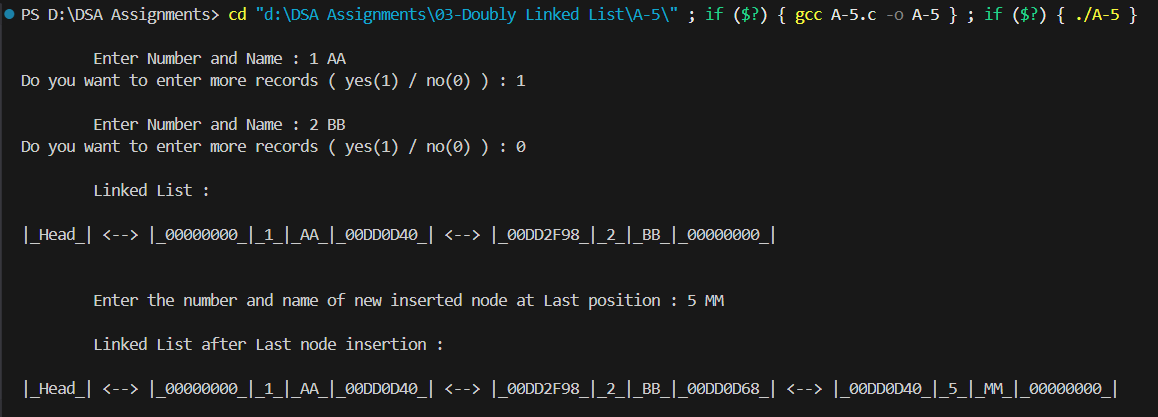 PS D:\DSA Assignments> cd "d:\DSA Assignments\03-Doubly Linked List\A-5\" ; if ($?) { gcc A-5.c -o A-5 } ; if ($?) { ./A-5 }
Enter Number and Name : 1 AA
Do you want to enter more records ( yes(1) / no(0) ) : 1
Enter Number and Name : 2 BB
Do you want to enter more records ( yes(1) / no(0) ) : 0
Linked List :
|_Head_| <--> |_00000000_|_1_|_AA_|_00DD0D40_| <--> |_00DD2F98_|_2_|_BB_|_00000000_|
Enter the number and name of new inserted node at Last position : 5 MM
Linked List after Last node insertion :
|_Head_| <--> |_00000000_|_1_|_AA_|_00DD0D40_| <--> |_00DD2F98_|_2_|_BB_|_00DD0D68_| <--> |_00DD0D40_|_5_|_MM_|_00000000_|